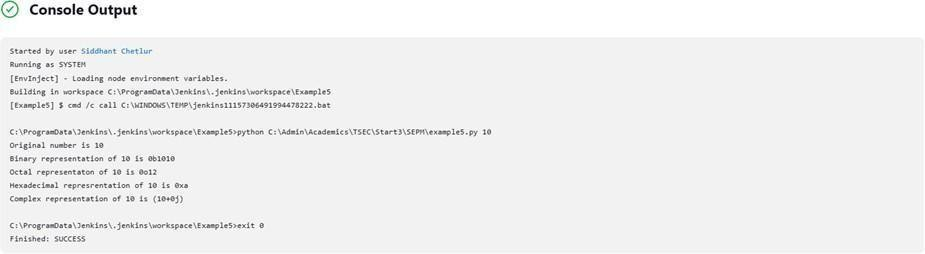 Console Output
Started by user Siddhant Chetlur
Running as SYSTEM
[EnvInject] - Loading node environment variables.
Building in workspace C:\ProgramData\Jenkins\.jenkins\workspace\Example5
[Example5] $ cmd /c call C:\WINDOWS\TEMP\jenkins11157306491994478222.bat
C:\ProgramData\Jenkins\.jenkins\workspace\Example5>python C:\Admin\Academics\TSEC\Start3\SEPM\example5.py 10
Original number is 10
Binary representation of 10 is 0b1010
Octal representaton of 10 is 0o12
Hexadecimal represrentation of 10 is 0xa
Complex representation of 10 is (10+0j)
C:\ProgramData\Jenkins\.jenkins\workspace\Example5>exit 0
Finished: SUCCESS